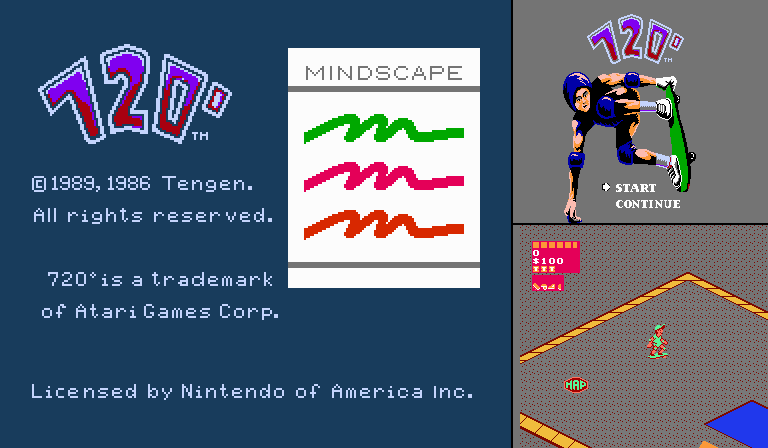 720°
TM
MINDSCAPE
©1989, 1986 Tengen.
All rights reserved.
720° is a trademark
of Atari Games Corp.
Licensed by Nintendo of America Inc.
720°
TM
START
CONTINUE
0
$100
MAP